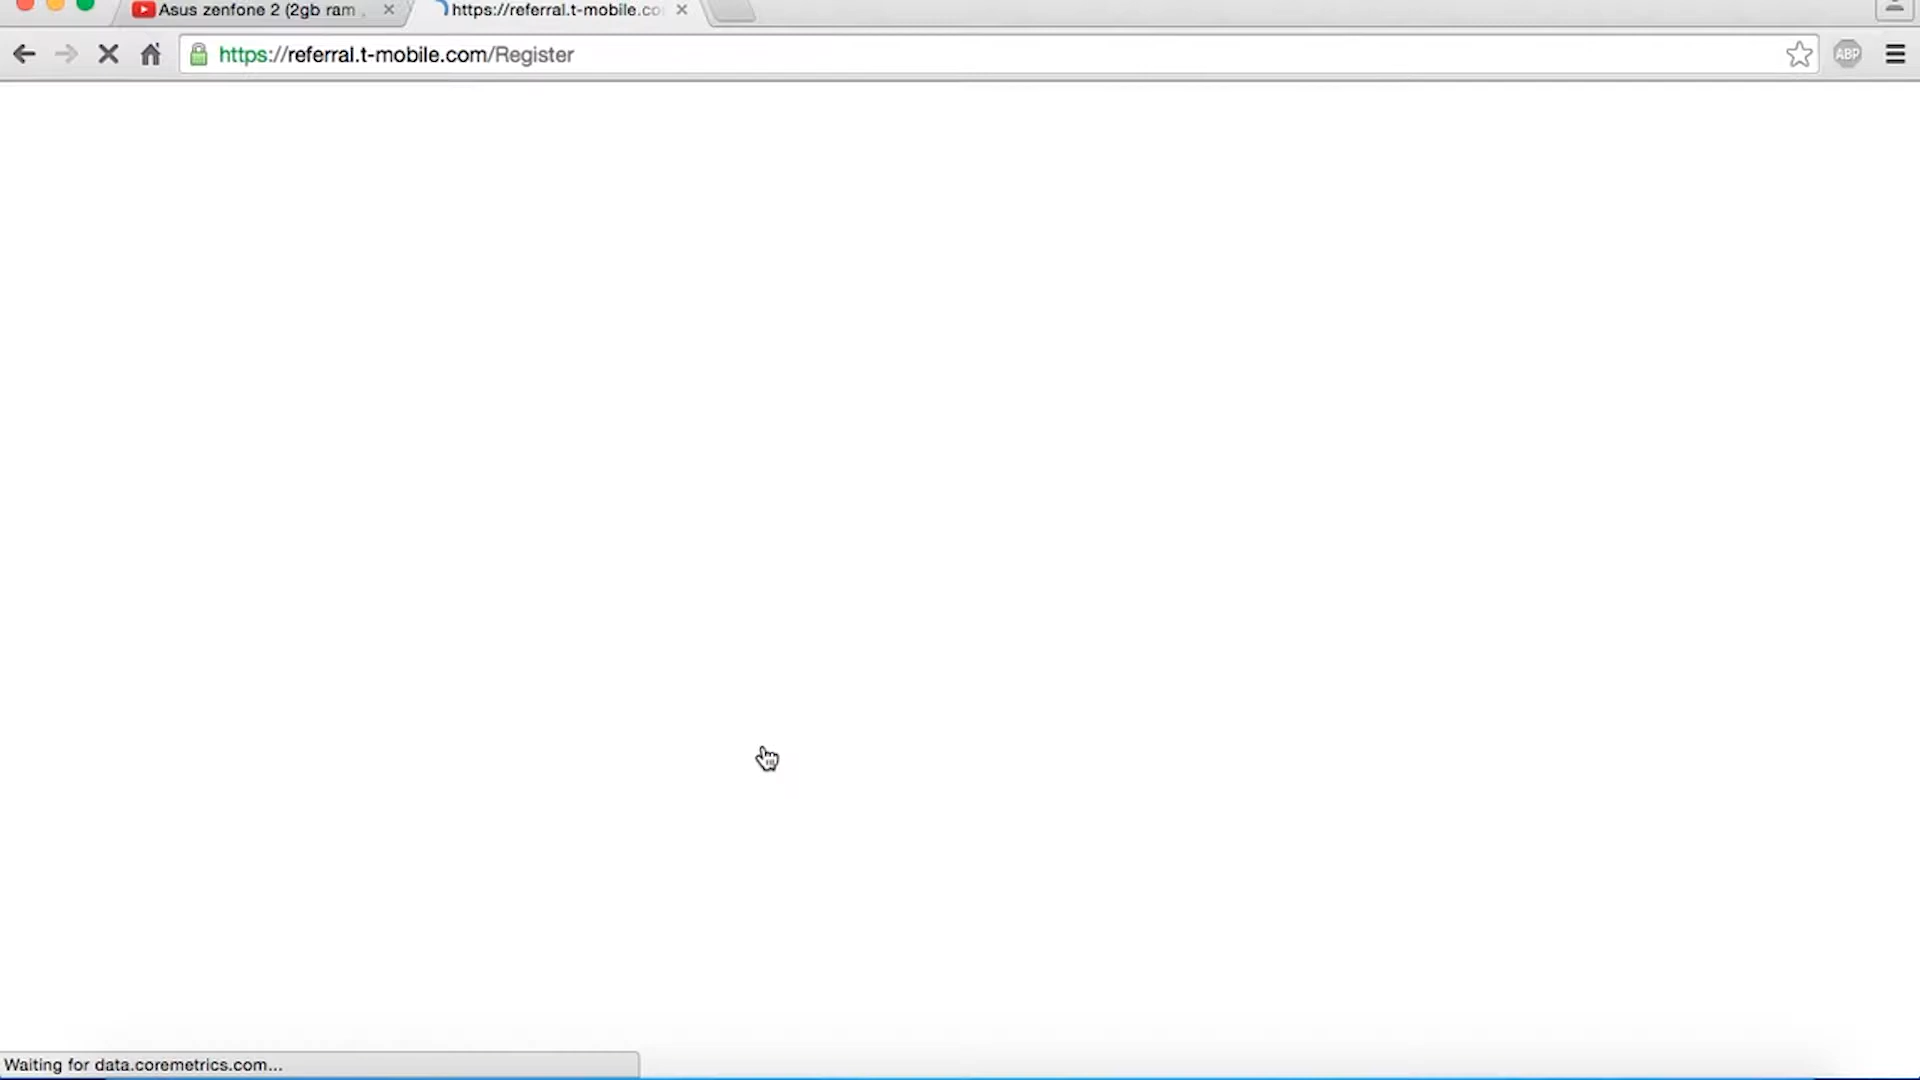 Asus zenfone 2 (2gb ram .
https://referral.t-mobile.co
https://referral.t-mobile.com/Register
ABP
Waiting for data.coremetrics.com...